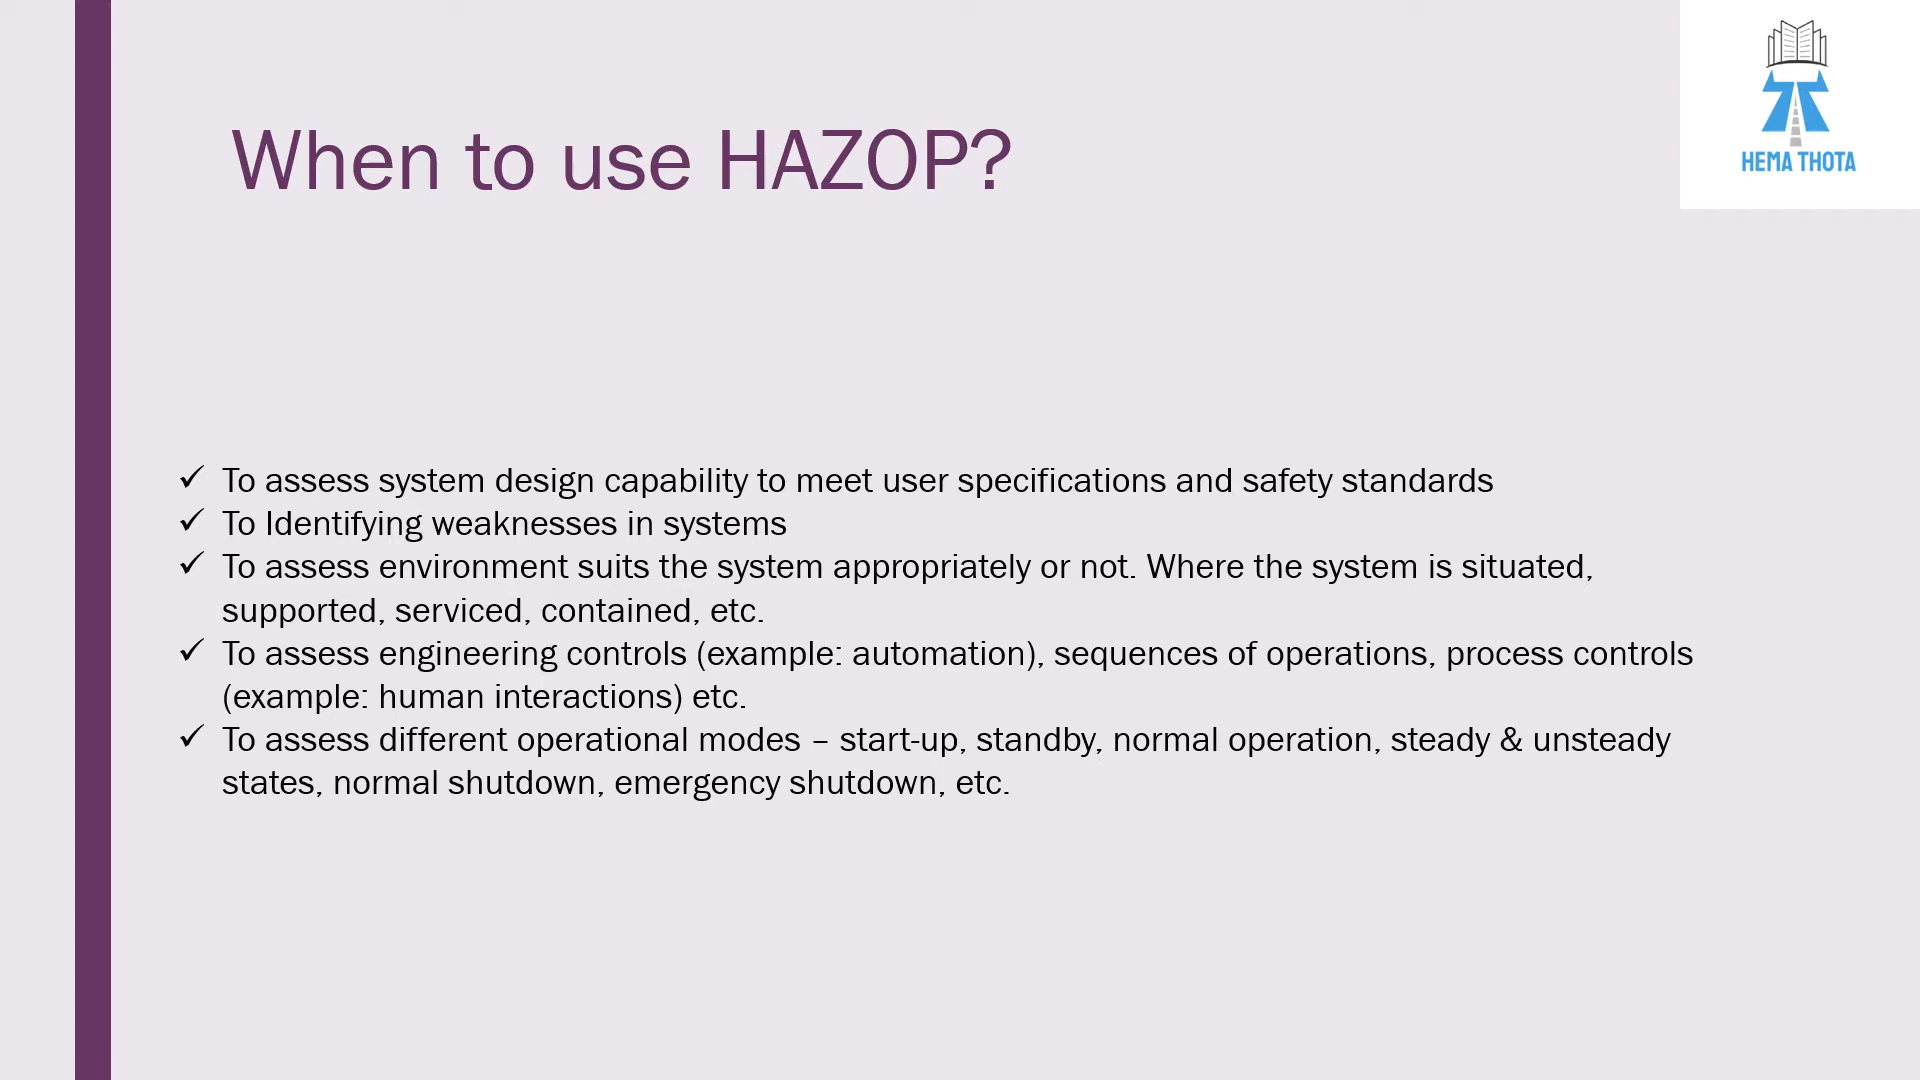 When to use HAZOP?
HEMA THOTA
✓ To assess system design capability to meet user specifications and safety standards
✓ To Identifying weaknesses in systems
✓ To assess environment suits the system appropriately or not. Where the system is situated,
supported, serviced, contained, etc.
✓ To assess engineering controls (example: automation), sequences of operations, process controls
(example: human interactions) etc.
✓ To assess different operational modes – start-up, standby, normal operation, steady & unsteady
states, normal shutdown, emergency shutdown, etc.